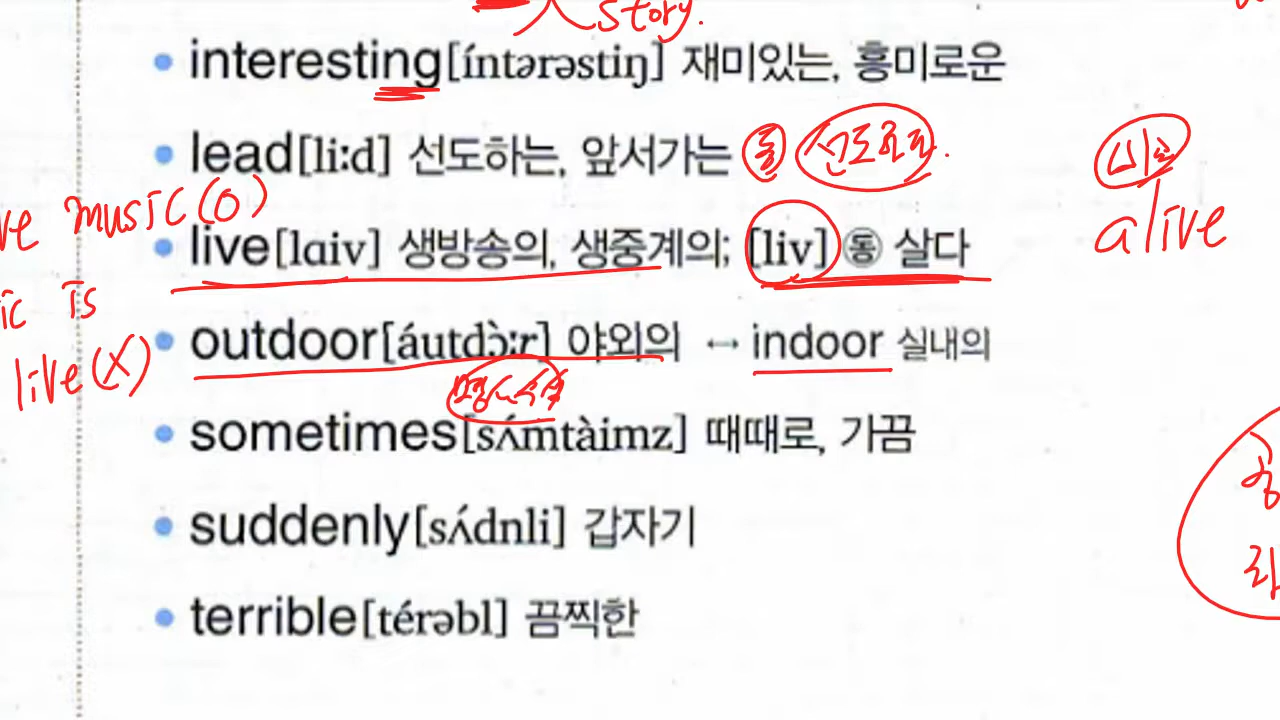 story.
interesting[íntərəstiŋ] 재미있는, 흥미로운
lead[liːd] 선도하는, 앞서가는 동 선도하다.
music(O)
live[lɑiv] 생방송의, 생중계의; [liv] 동 살다
alive
is
outdoor[áutdɔ̀ːr] 야외의 ↔ indoor 실내의
live(X)
sometimes[sʌ́mtàimz] 때때로, 가끔
suddenly[sʌ́dnli] 갑자기
terrible[térəbl] 끔찍한